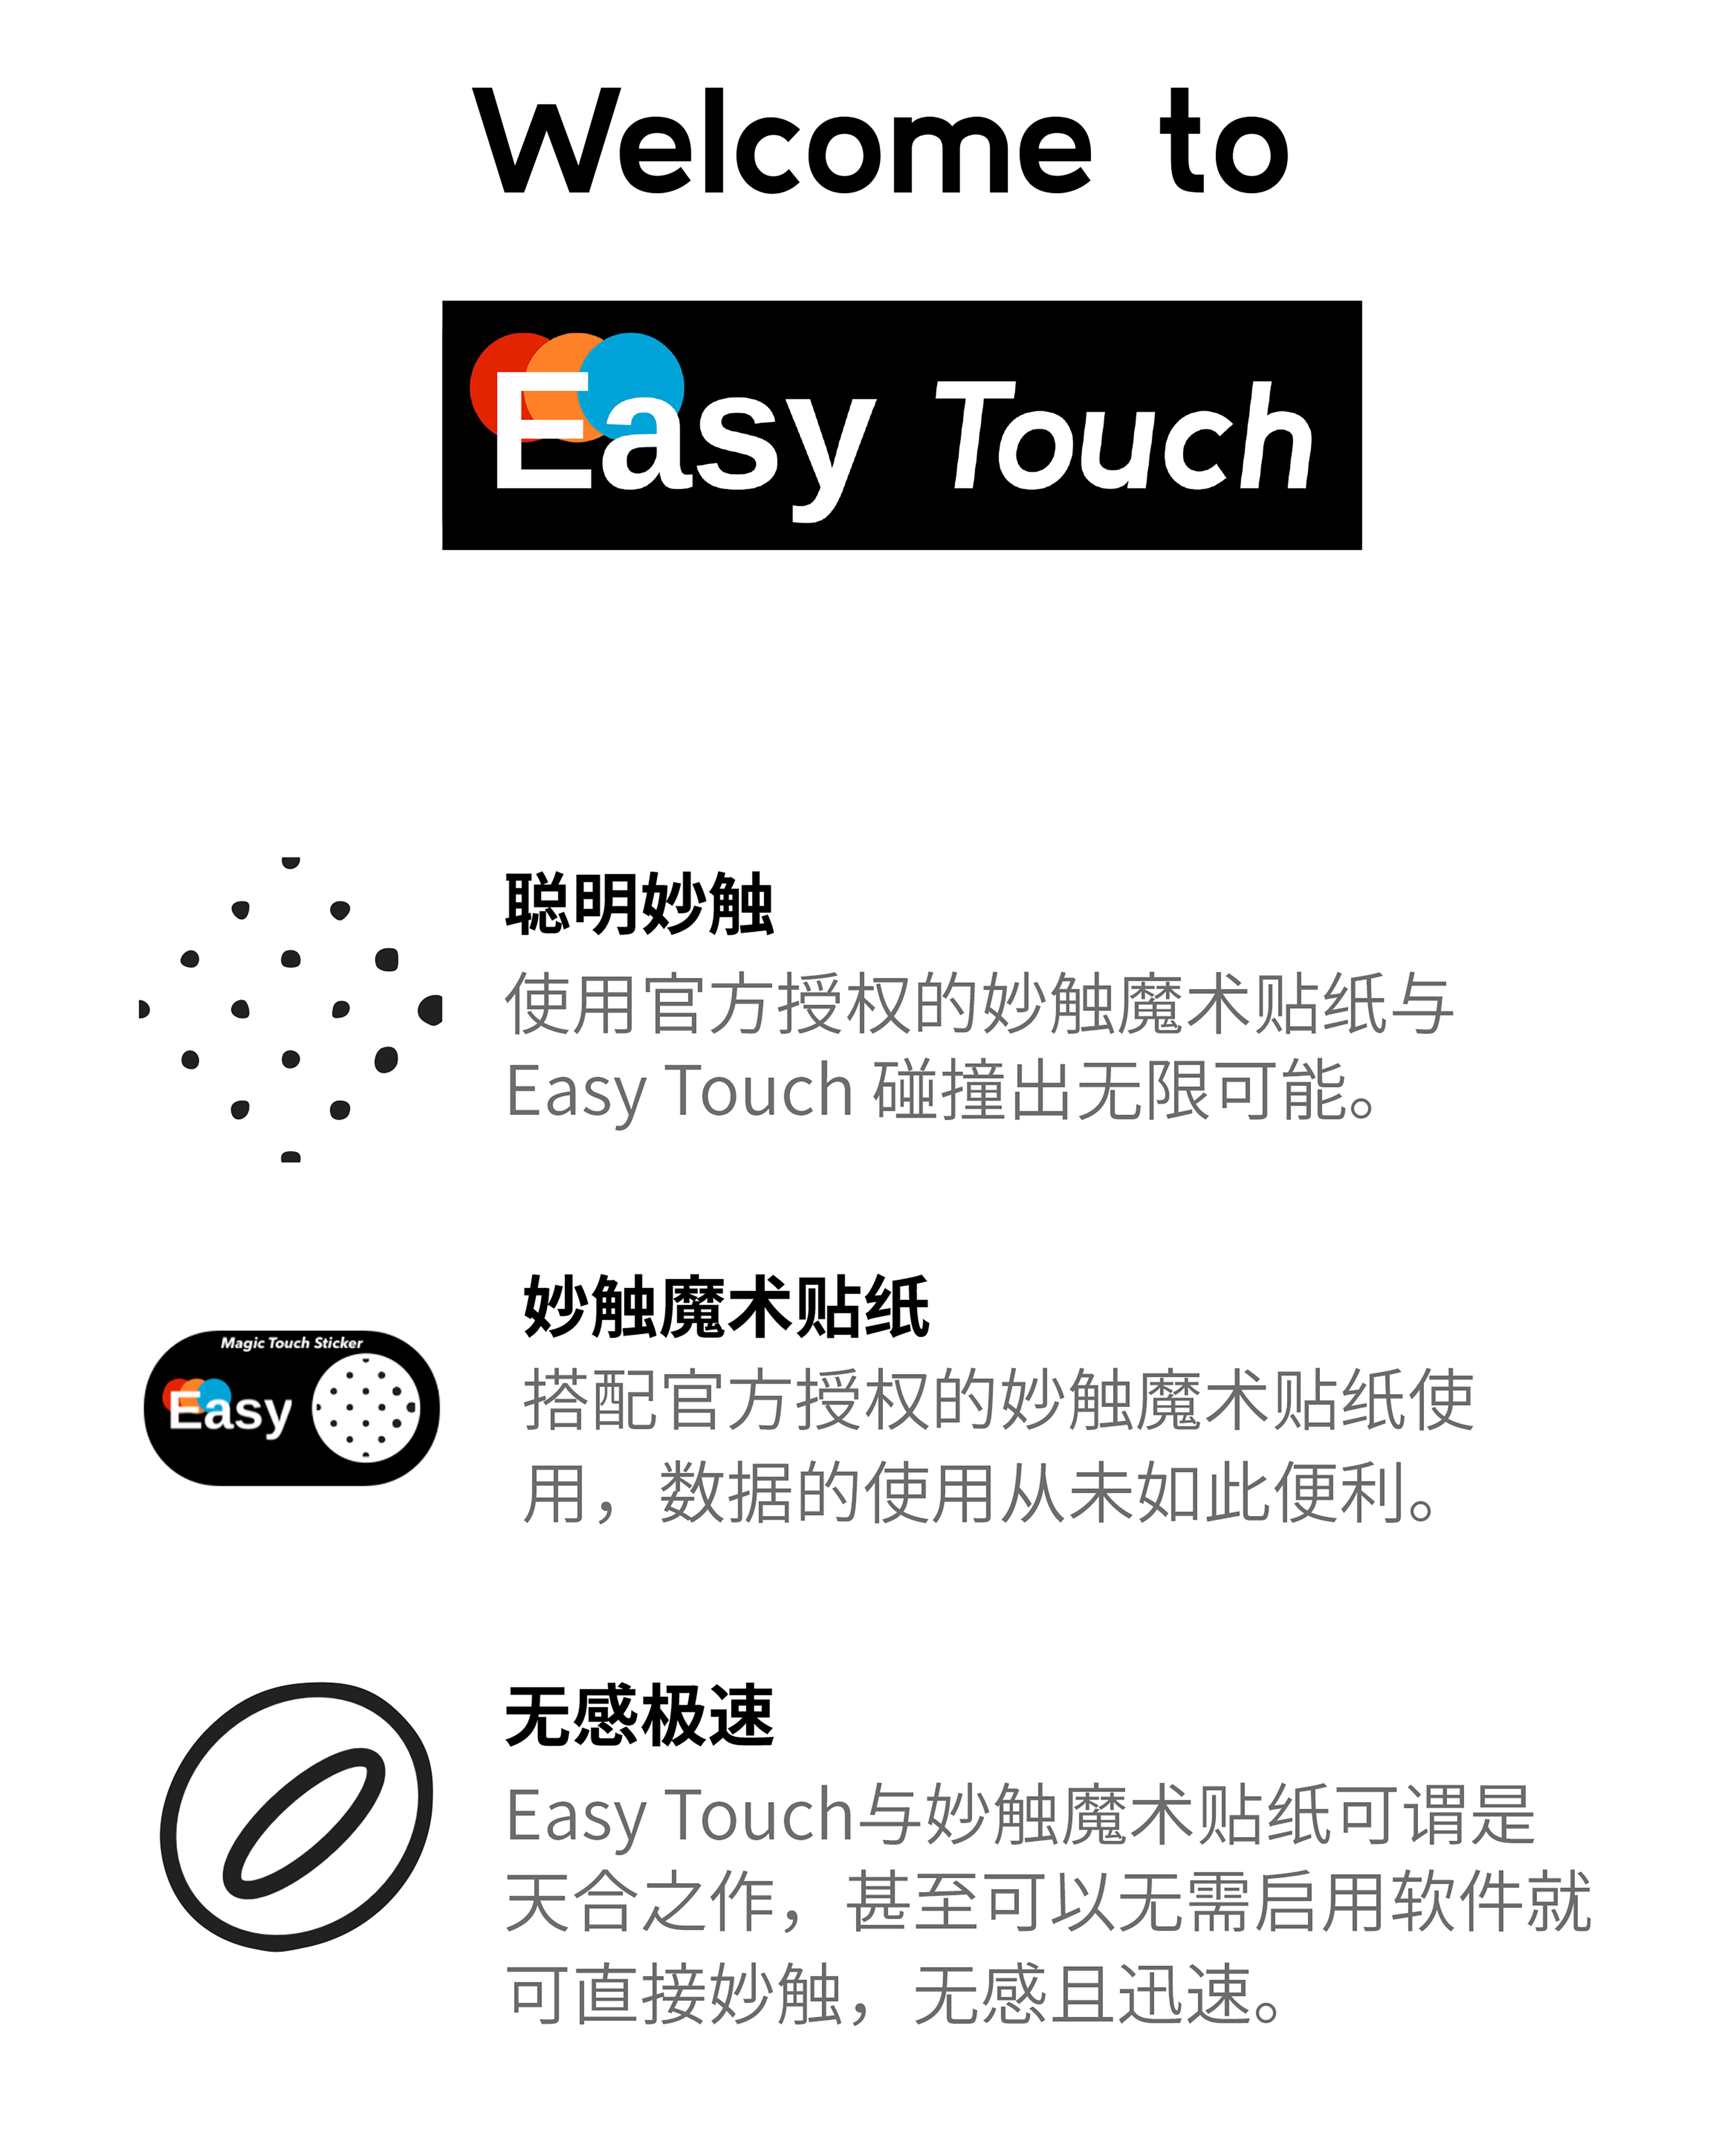 Welcome to
Easy Touch
聪明妙触
使用官方授权的妙触魔术贴纸与
Easy Touch 碰撞出无限可能。
妙触魔术贴纸
Magic Touch Sticker
Easy
搭配官方授权的妙触魔术贴纸使
用，数据的使用从未如此便利。
无感极速
Easy Touch与妙触魔术贴纸可谓是
天合之作，甚至可以无需启用软件就
可直接妙触，无感且迅速。